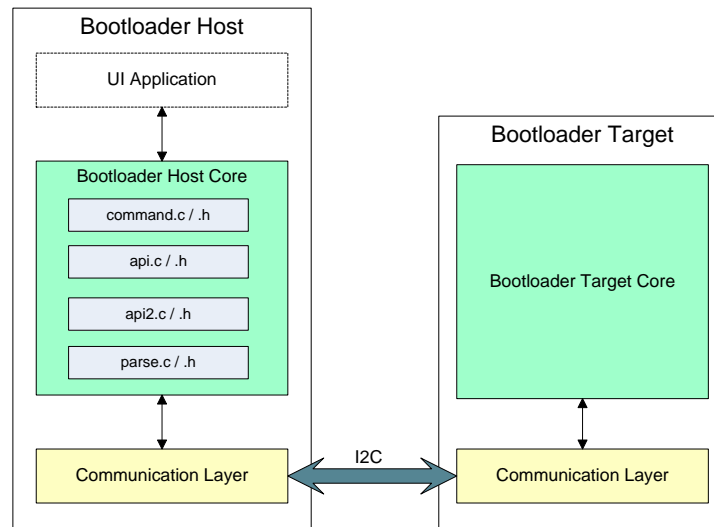 Bootloader Host
UI Application
Bootloader Host Core
command.c / .h
api.c / .h
api2.c / .h
parse.c / .h
Communication Layer
I2C
Bootloader Target
Bootloader Target Core
Communication Layer